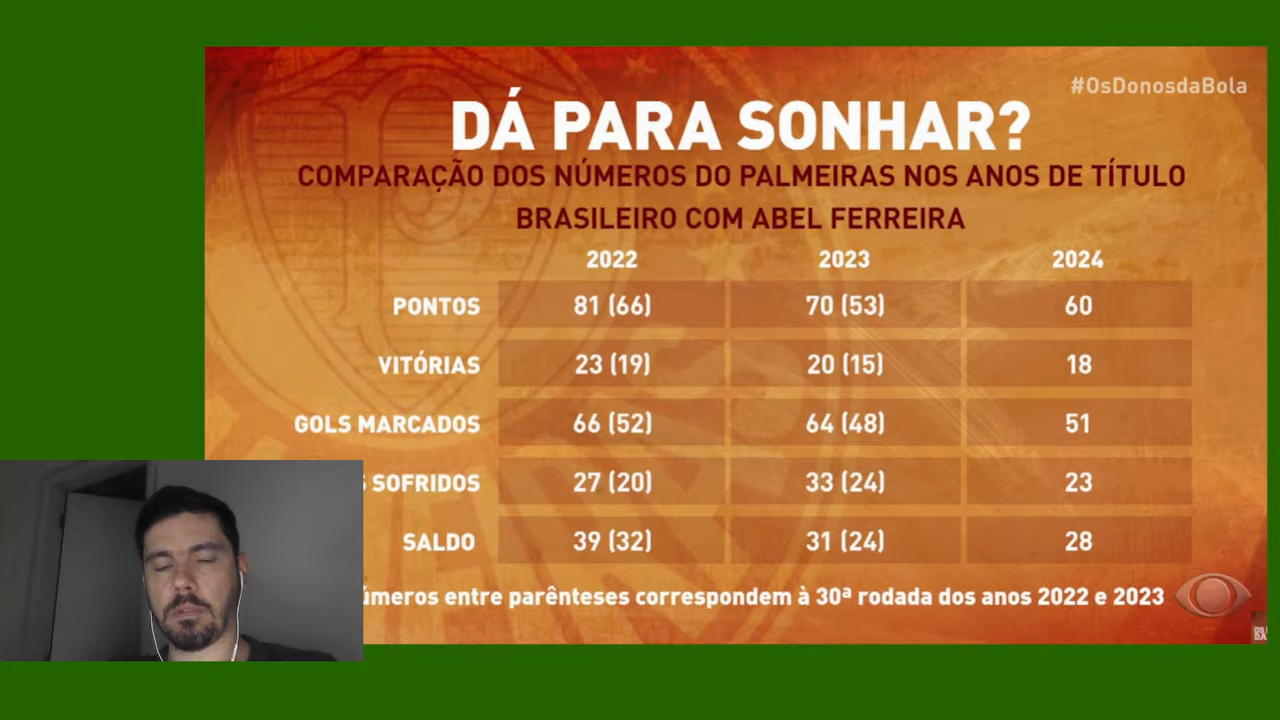 #OsDonosdaBola
DÁ PARA SONHAR?
COMPARAÇÃO DOS NÚMEROS DO PALMEIRAS NOS ANOS DE TÍTULO
BRASILEIRO COM ABEL FERREIRA
2022 2023 2024
PONTOS 81 (66) 70 (53) 60
VITÓRIAS 23 (19) 20 (15) 18
GOLS MARCADOS 66 (52) 64 (48) 51
SOFRIDOS 27 (20) 33 (24) 23
SALDO 39 (32) 31 (24) 28
entre parênteses correspondem à 30ª rodada dos anos 2022 e 2023